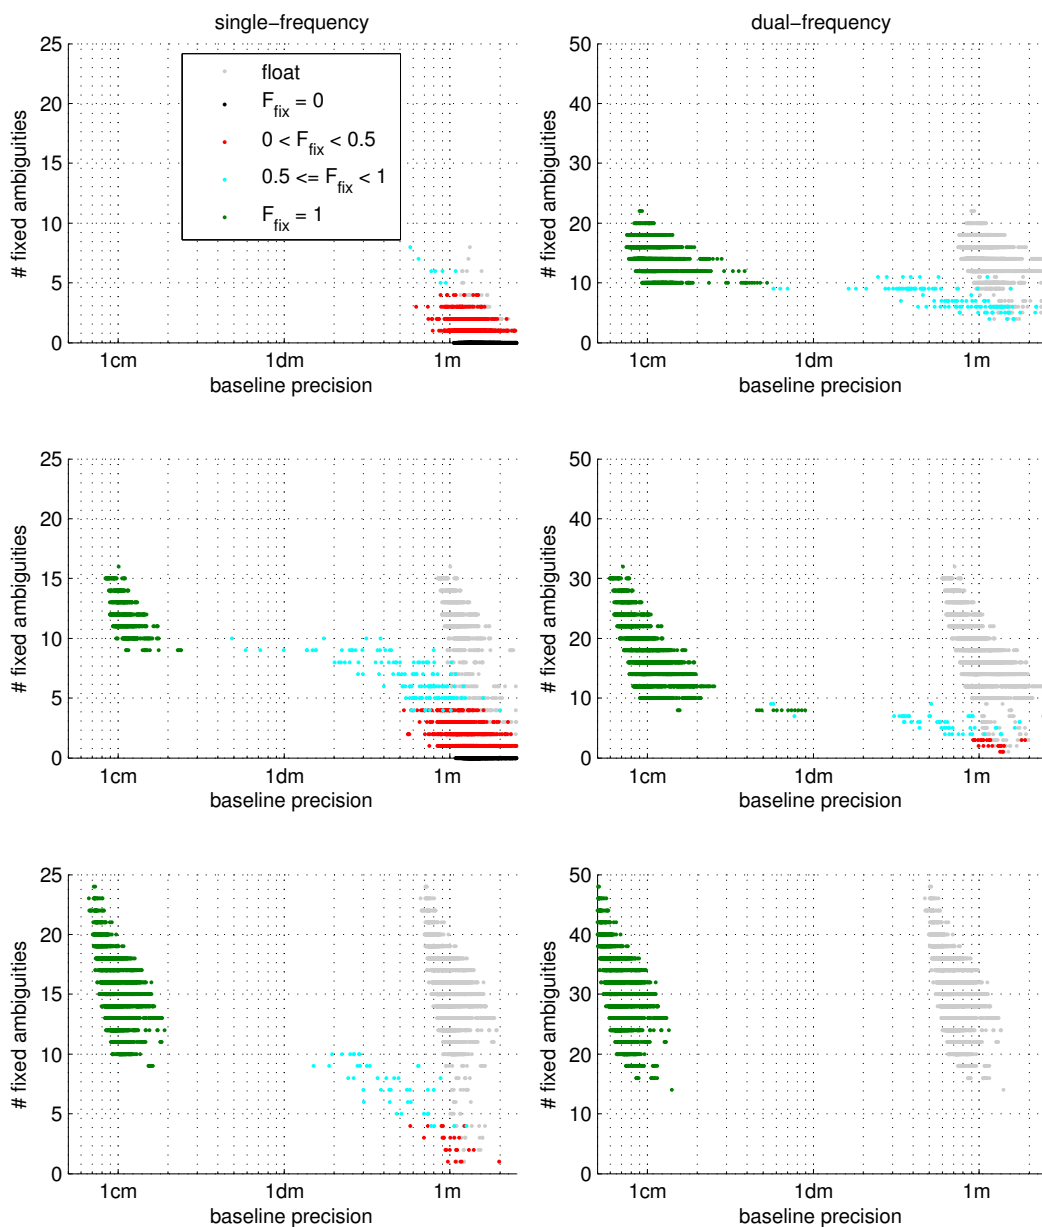 single−frequency
dual−frequency
25
20
15
10
5
0
# fixed ambiguities
float
F_fix = 0
0 < F_fix < 0.5
0.5 <= F_fix < 1
F_fix = 1
1cm 1dm 1m
baseline precision
50
40
30
20
10
0
# fixed ambiguities
1cm 1dm 1m
baseline precision
25
20
15
10
5
0
# fixed ambiguities
1cm 1dm 1m
baseline precision
50
40
30
20
10
0
# fixed ambiguities
1cm 1dm 1m
baseline precision
25
20
15
10
5
0
# fixed ambiguities
1cm 1dm 1m
baseline precision
50
40
30
20
10
0
# fixed ambiguities
1cm 1dm 1m
baseline precision